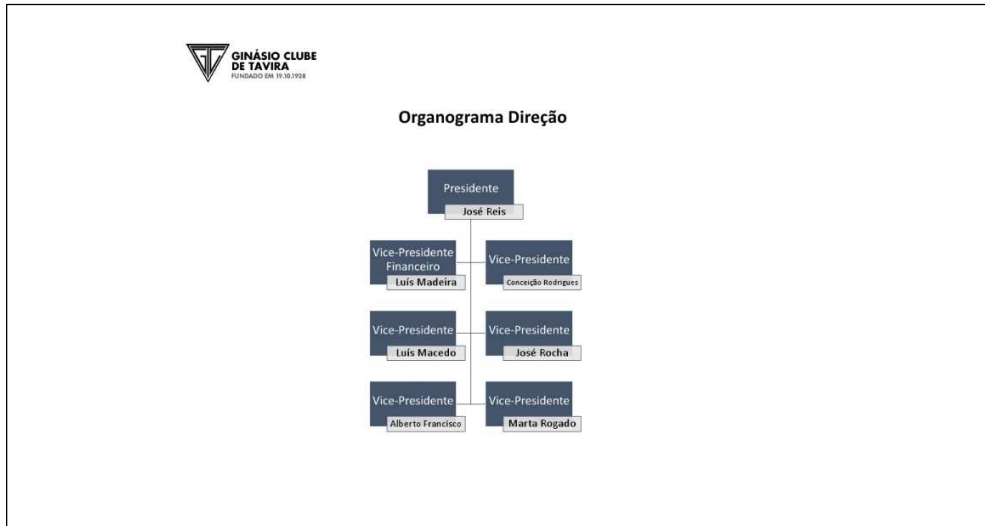 GINÁSIO CLUBE
DE TAVIRA
FUNDADO EM 19.10.1928
Organograma Direção
Presidente
José Reis
Vice-Presidente
Financeiro
Luís Madeira
Vice-Presidente
Conceição Rodrigues
Vice-Presidente
Luís Macedo
Vice-Presidente
José Rocha
Vice-Presidente
Alberto Francisco
Vice-Presidente
Marta Rogado